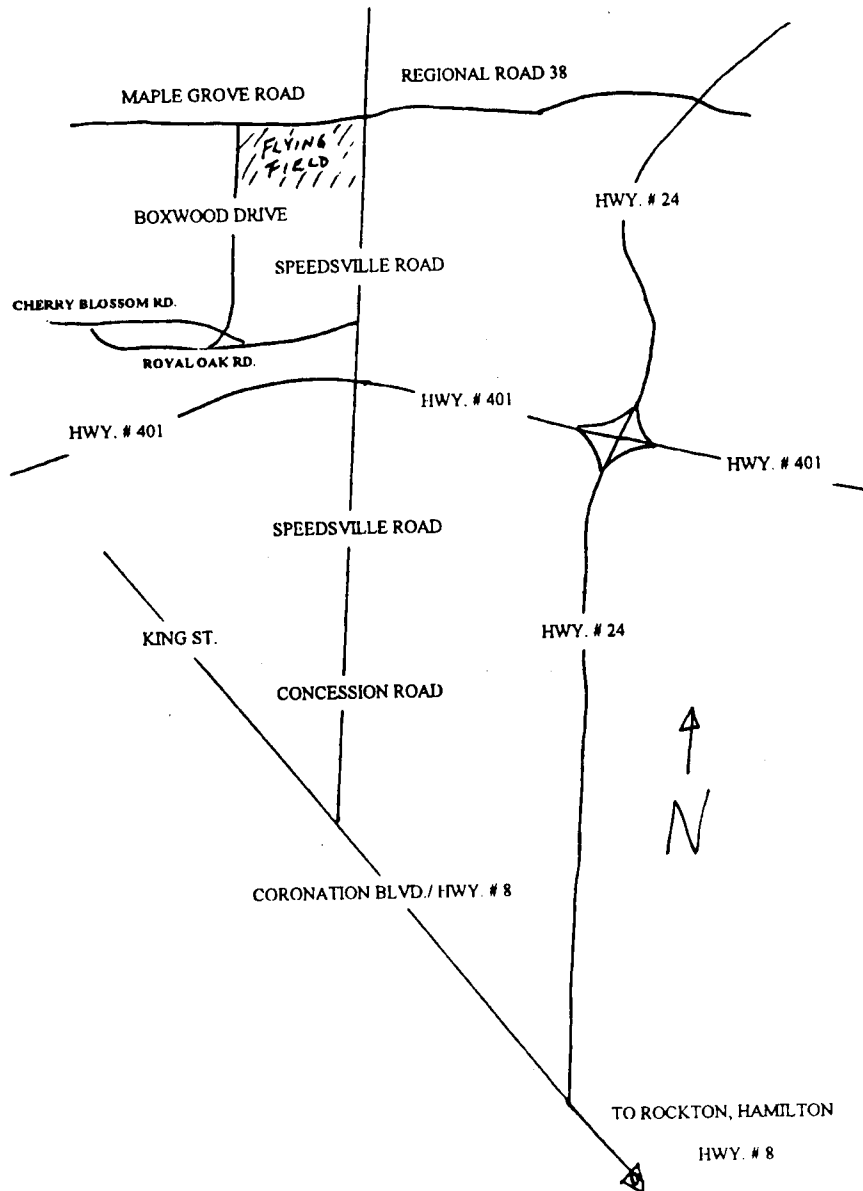 REGIONAL ROAD 38
MAPLE GROVE ROAD
FLYING
FIELD
HWY. # 24
BOXWOOD DRIVE
SPEEDSVILLE ROAD
CHERRY BLOSSOM RD.
ROYAL OAK RD.
HWY. # 401
HWY. # 401
HWY. # 401
SPEEDSVILLE ROAD
KING ST.
HWY. # 24
CONCESSION ROAD
N
CORONATION BLVD./ HWY. # 8
TO ROCKTON, HAMILTON
HWY. # 8